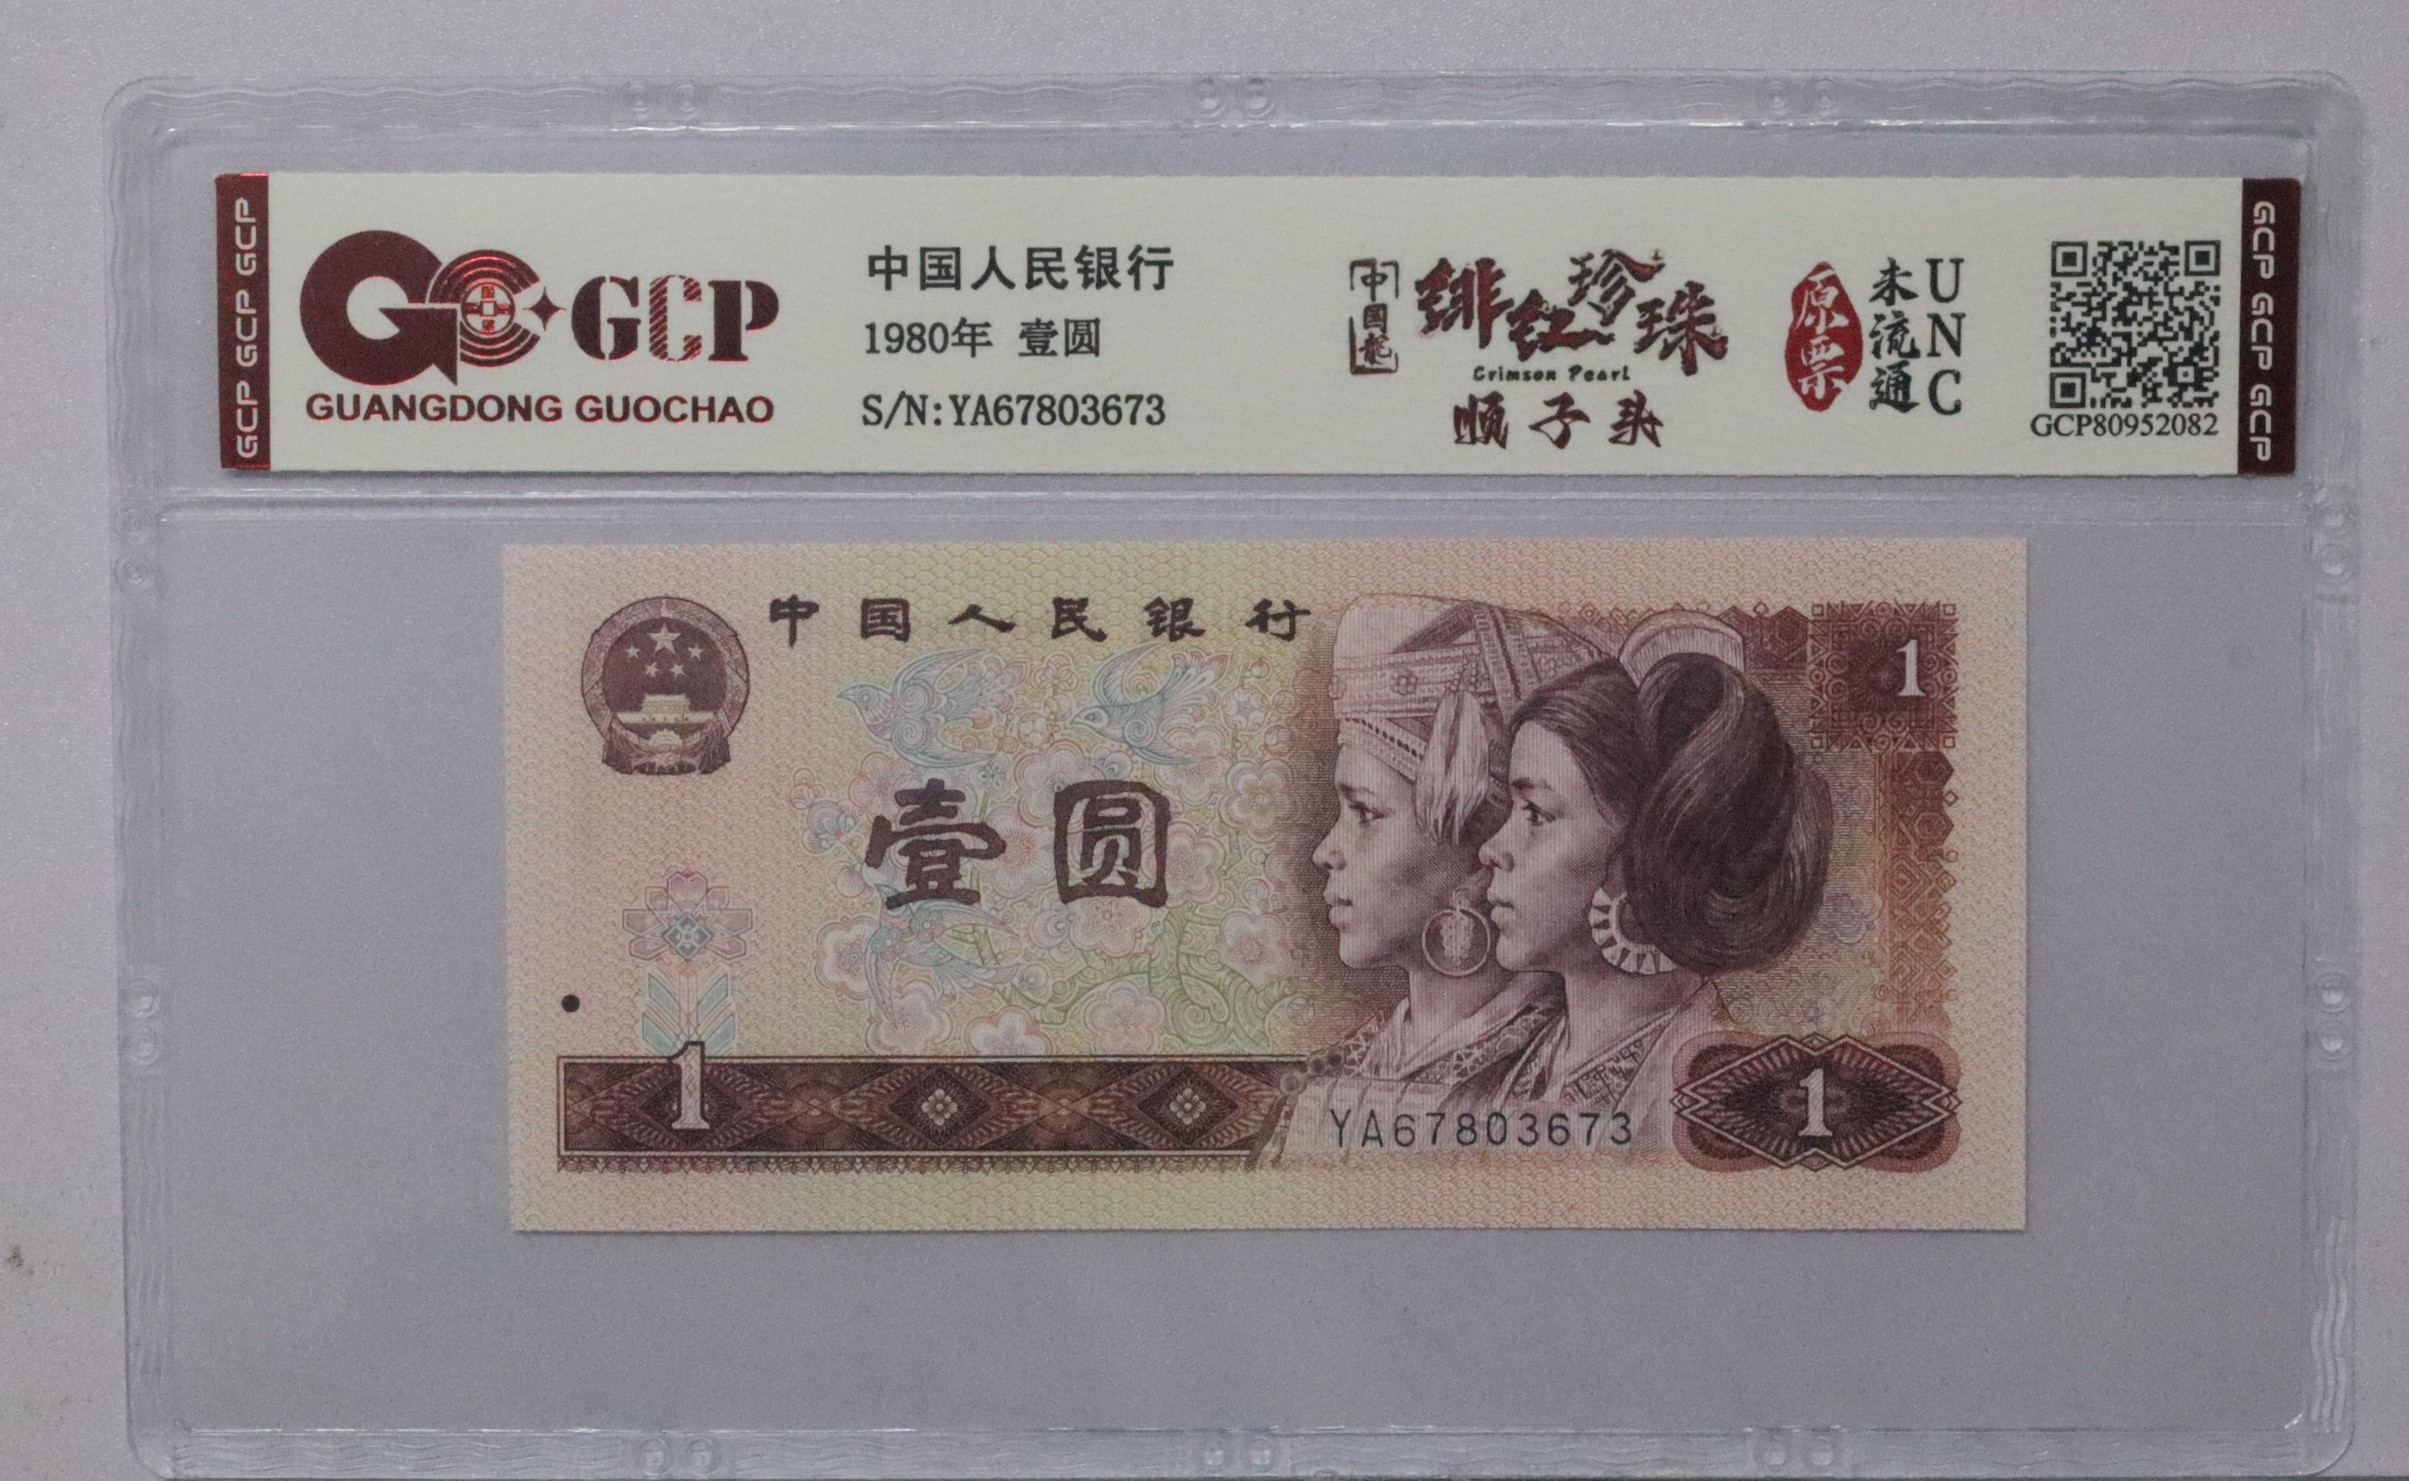 GCP GCP GCP
GCP
GUANGDONG GUOCHAO
中国人民银行
1980年 壹圆
S/N:YA67803673
中国龙
绯红珍珠
Crimson Pearl
顺子头
原票
未流通
UNC
GCP80952082
GCP GCP GCP
中国人民银行
1
壹圆
1
YA67803673
1